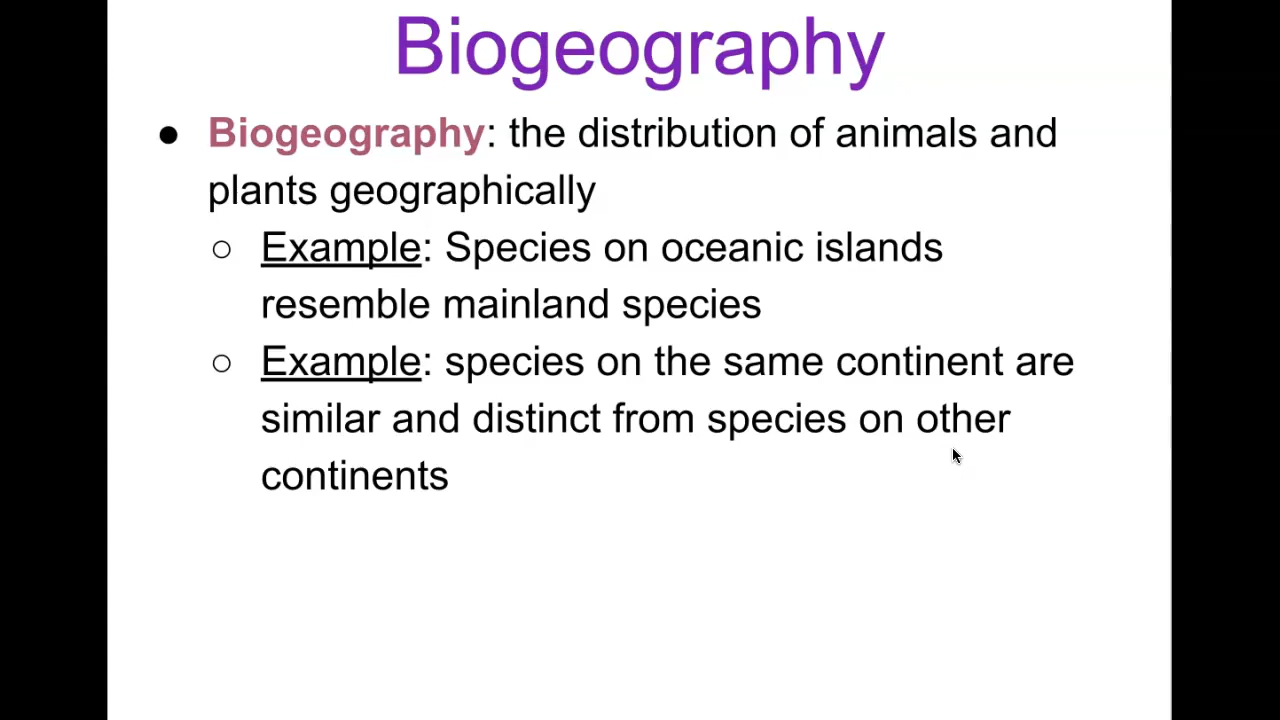 Biogeography
● Biogeography: the distribution of animals and
plants geographically
○ Example: Species on oceanic islands
resemble mainland species
○ Example: species on the same continent are
similar and distinct from species on other
continents